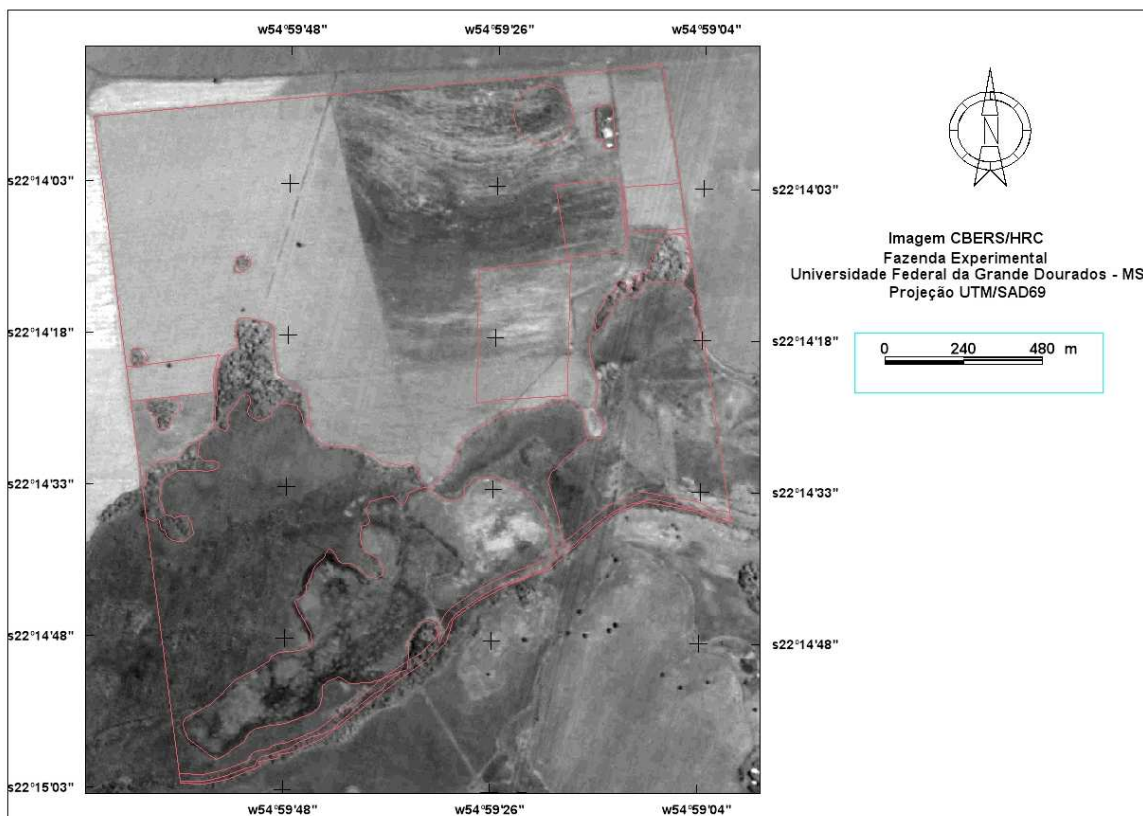 w54°59'48" w54°59'26" w54°59'04"
N
s22°14'03" s22°14'03"
Imagem CBERS/HRC
Fazenda Experimental
Universidade Federal da Grande Dourados - MS
Projeção UTM/SAD69
s22°14'18" s22°14'18"
0 240 480 m
s22°14'33" s22°14'33"
s22°14'48" s22°14'48"
s22°15'03" s22°15'03"
w54°59'48" w54°59'26" w54°59'04"